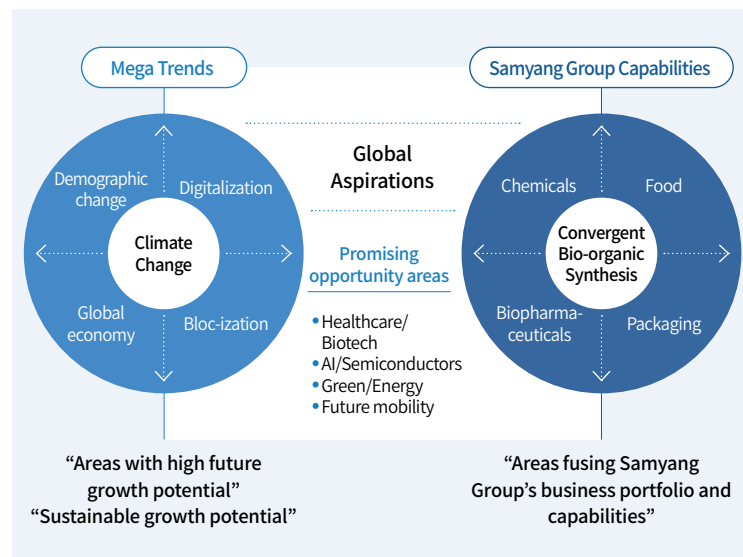 Mega Trends
Demographic
change
Digitalization
Climate
Change
Global
economy
Bloc-ization
“Areas with high future
growth potential”
“Sustainable growth potential”
Global
Aspirations
Promising
opportunity areas
• Healthcare/
Biotech
• AI/Semiconductors
• Green/Energy
• Future mobility
Samyang Group Capabilities
Chemicals
Food
Convergent
Bio-organic
Synthesis
Biopharma-
ceuticals
Packaging
“Areas fusing Samyang
Group’s business portfolio and
capabilities”